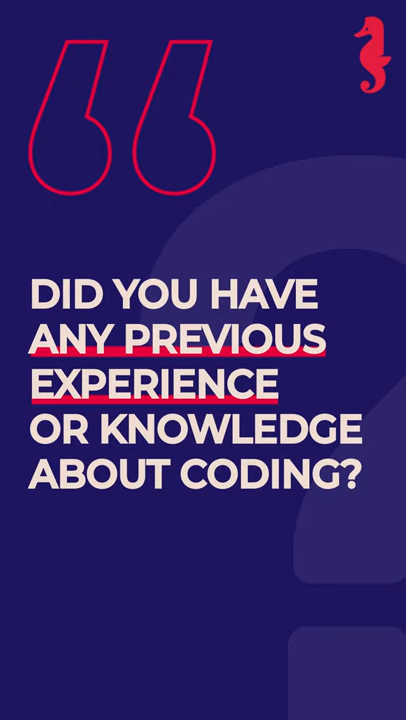 DID YOU HAVE
ANY PREVIOUS
EXPERIENCE
OR KNOWLEDGE
ABOUT CODING?